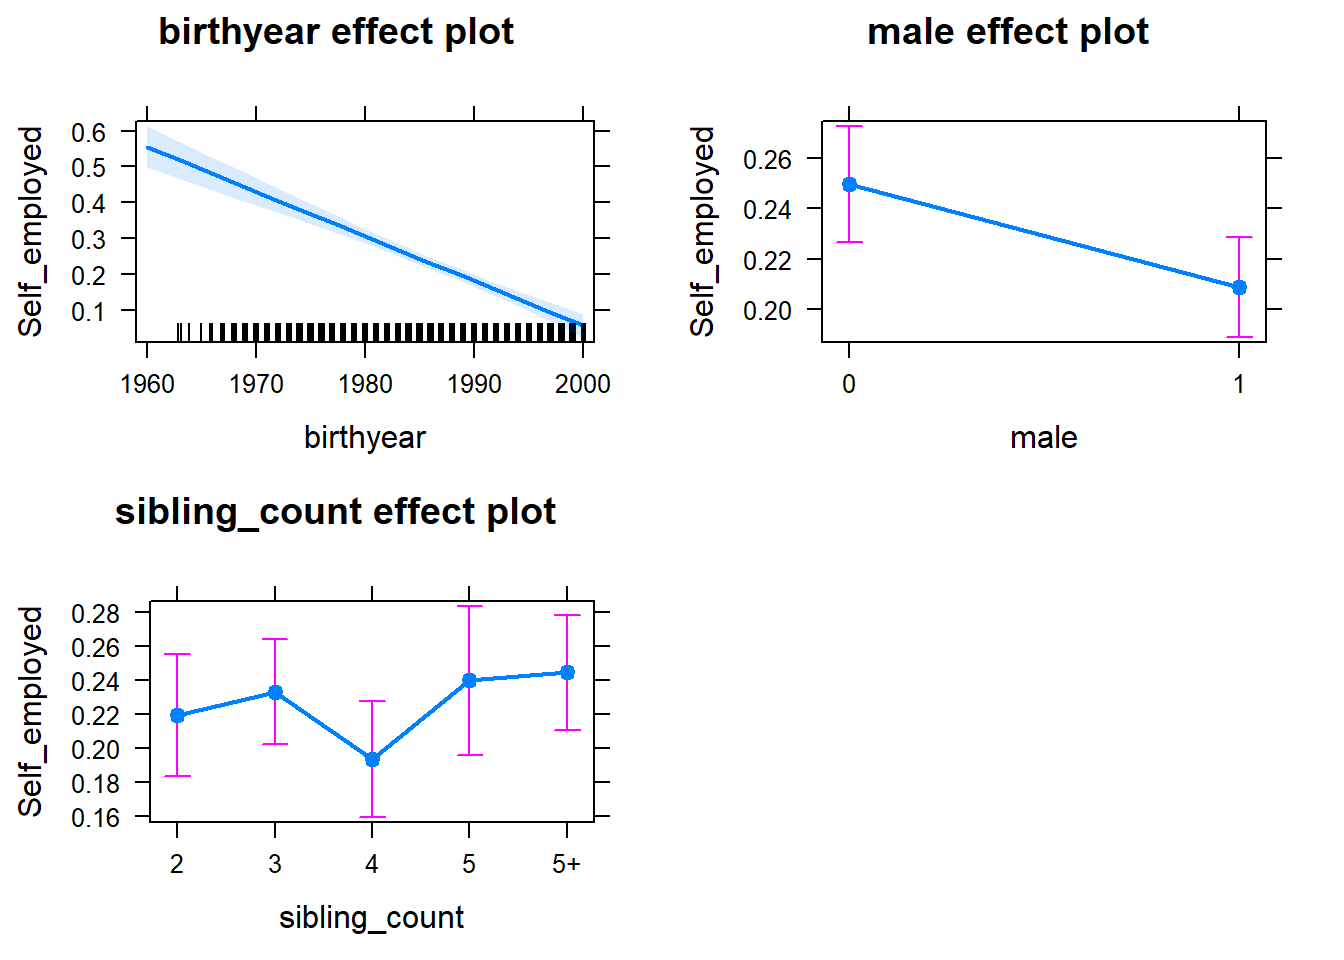 birthyear effect plot
Self_employed
0.6
0.5
0.4
0.3
0.2
0.1
1960 1970 1980 1990 2000
birthyear
male effect plot
Self_employed
0.26
0.24
0.22
0.20
0 1
male
sibling_count effect plot
Self_employed
0.28
0.26
0.24
0.22
0.20
0.18
0.16
2 3 4 5 5+
sibling_count